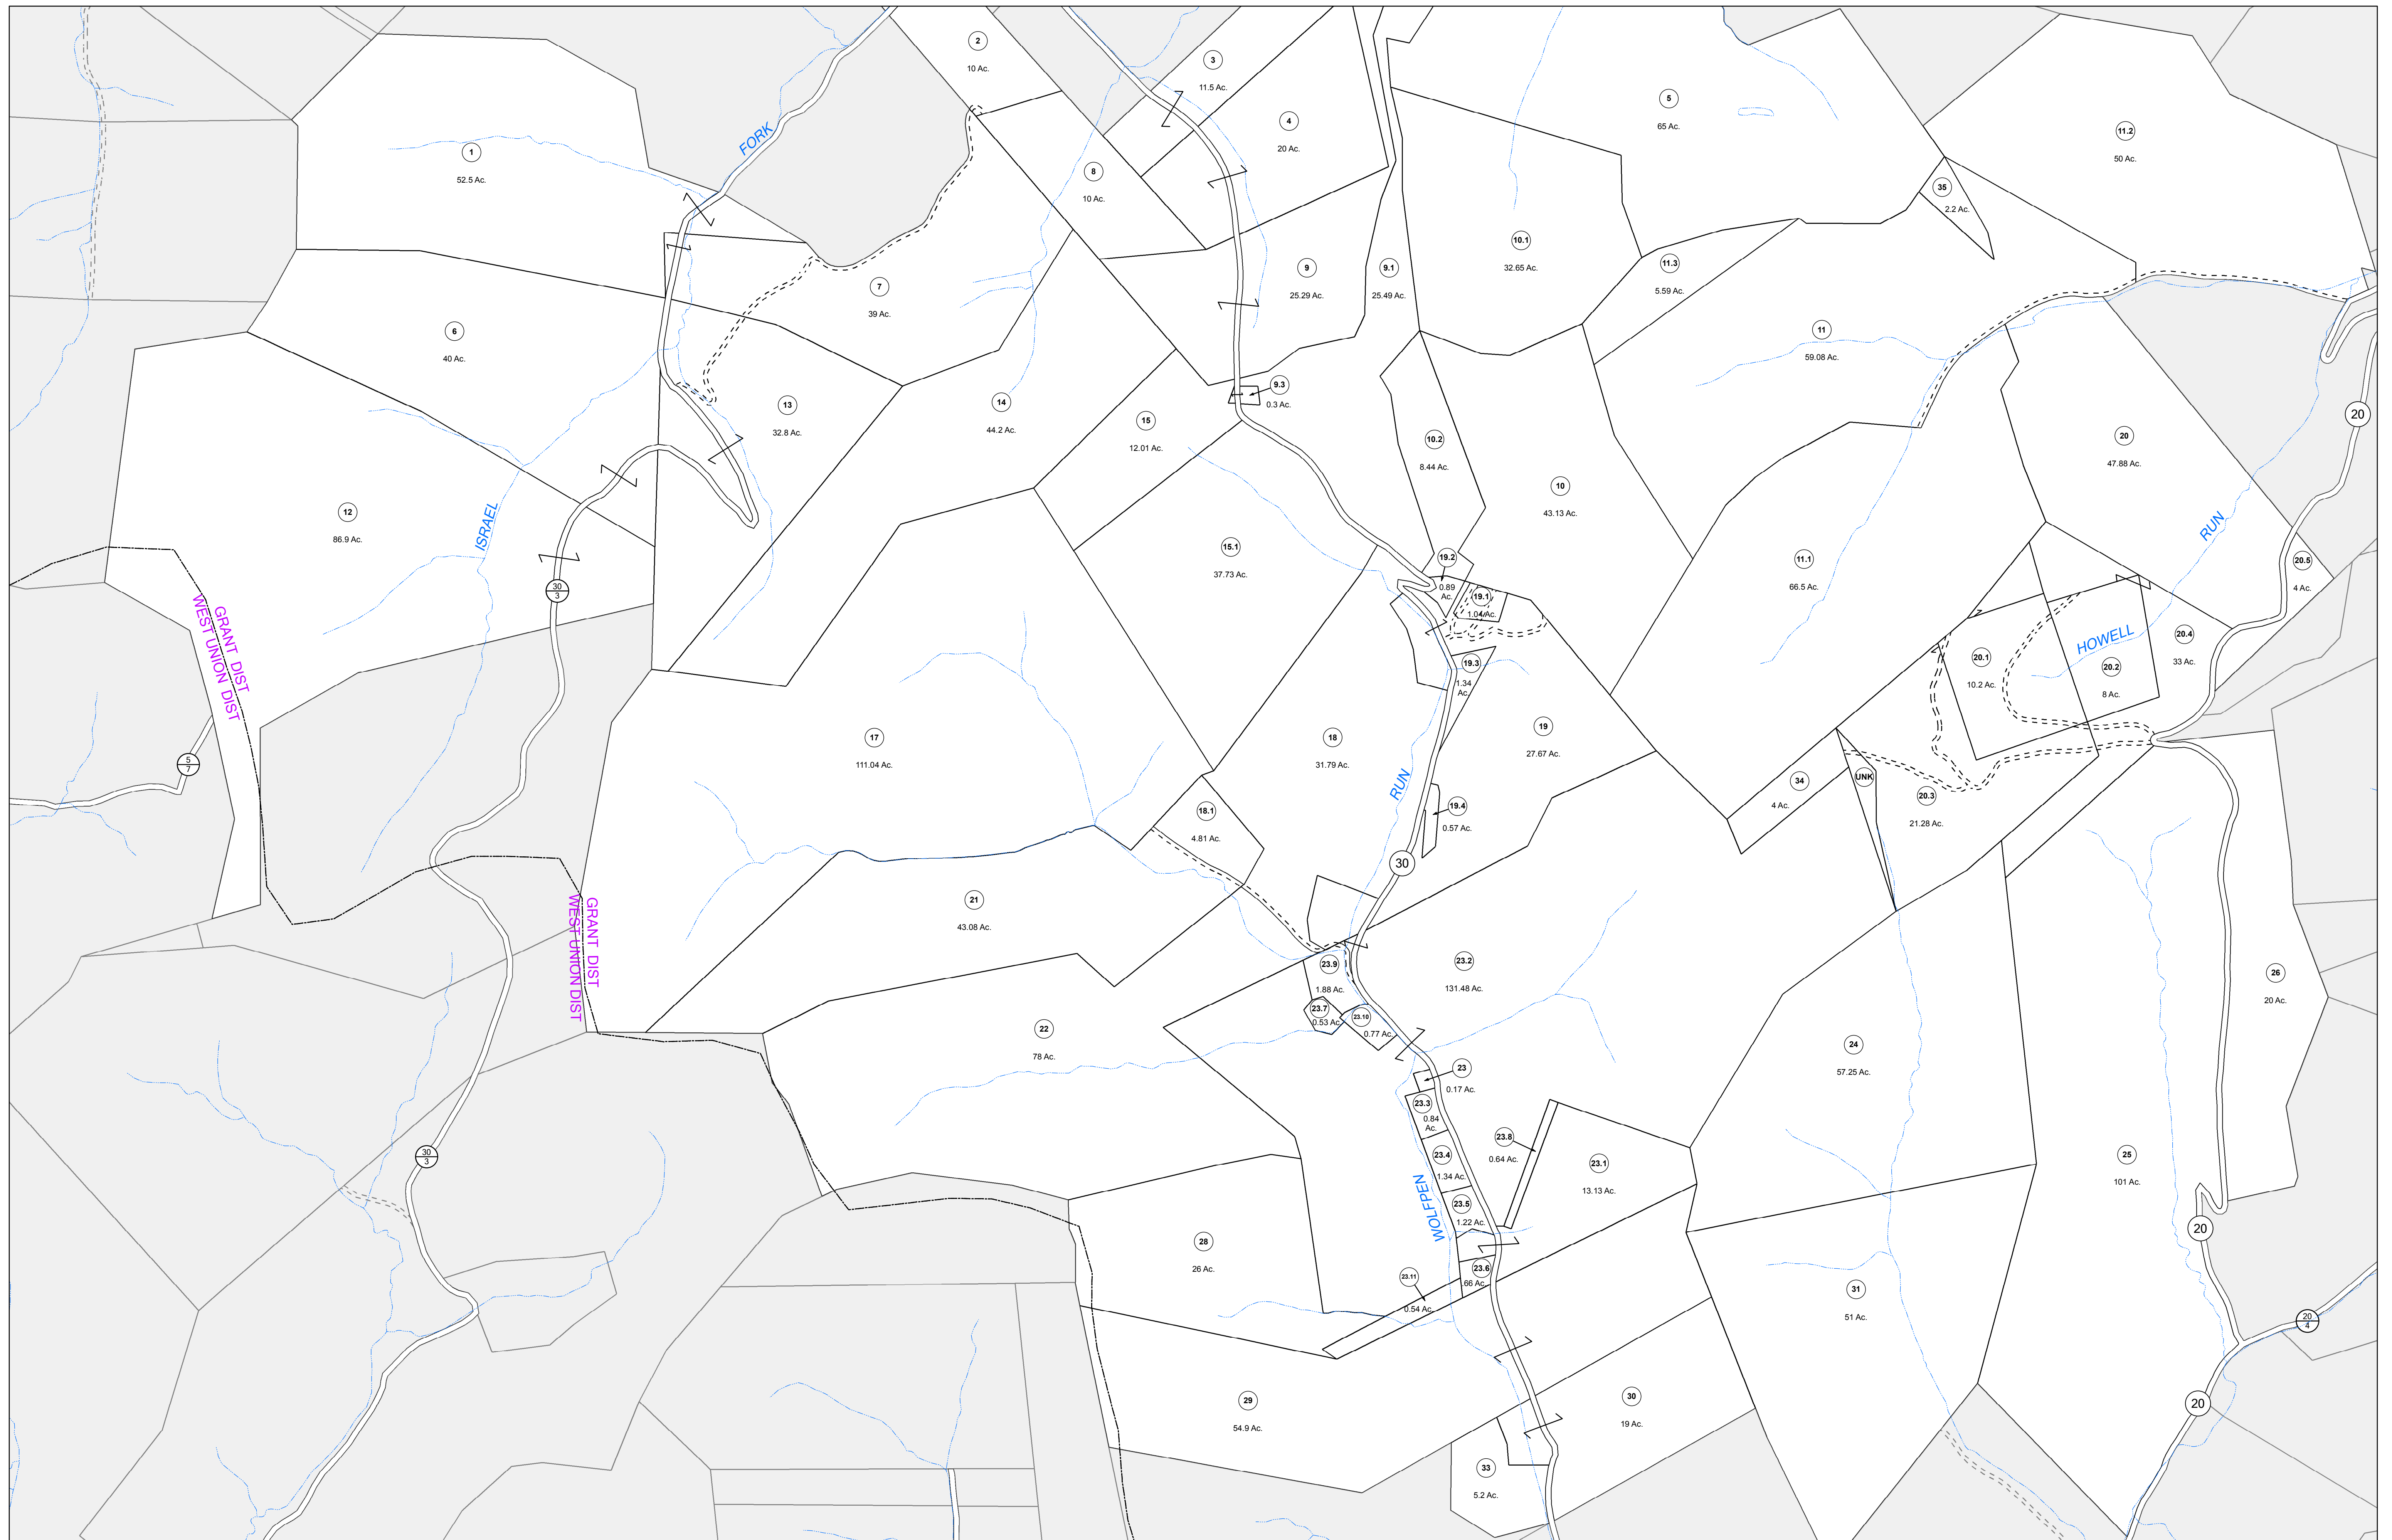 2
10 Ac.
3
11.5 Ac.
4
20 Ac.
5
65 Ac.
11.2
50 Ac.
1
52.5 Ac.
FORK
8
10 Ac.
35
2.2 Ac.
10.1
32.65 Ac.
11.3
5.59 Ac.
9
25.29 Ac.
9.1
25.49 Ac.
7
39 Ac.
6
40 Ac.
11
59.08 Ac.
9.3
0.3 Ac.
13
32.8 Ac.
14
44.2 Ac.
15
12.01 Ac.
10.2
8.44 Ac.
20
20
47.88 Ac.
10
43.13 Ac.
12
86.9 Ac.
ISRAEL
RUN
15.1
37.73 Ac.
19.2
0.89
Ac.
11.1
66.5 Ac.
20.5
4 Ac.
30
3
19.1
1.04 Ac.
GRANT DIST
WEST UNION DIST
HOWELL
20.4
33 Ac.
20.1
10.2 Ac.
20.2
8 Ac.
19.3
1.34
Ac.
17
111.04 Ac.
18
31.79 Ac.
19
27.67 Ac.
5
7
RUN
34
4 Ac.
UNK
20.3
21.28 Ac.
18.1
4.81 Ac.
19.4
0.57 Ac.
30
21
43.08 Ac.
GRANT DIST
WEST UNION DIST
23.9
1.88 Ac.
23.2
131.48 Ac.
26
20 Ac.
23.7
0.53 Ac.
23.10
0.77 Ac.
22
78 Ac.
24
57.25 Ac.
23
0.17 Ac.
23.3
0.84
Ac.
23.8
0.64 Ac.
23.4
1.34 Ac.
23.1
13.13 Ac.
25
101 Ac.
30
3
WOLFPEN
23.5
1.22 Ac.
20
28
26 Ac.
23.6
.66 Ac.
23.11
0.54 Ac.
31
51 Ac.
20
4
29
54.9 Ac.
30
19 Ac.
20
33
5.2 Ac.